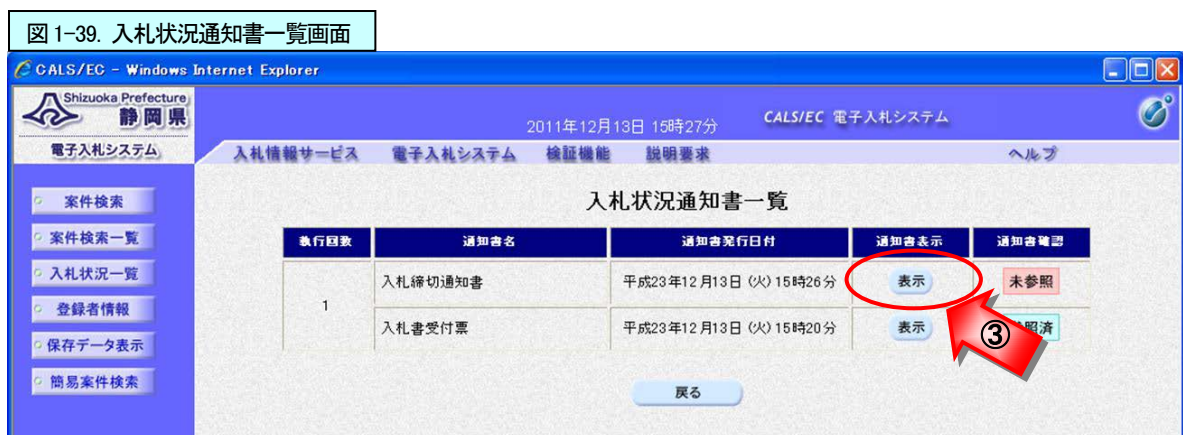 図1-39. 入札状況通知書一覧画面
CALS/EC - Windows Internet Explorer
Shizuoka Prefecture
静岡県
電子入札システム
2011年12月13日 15時27分
CALS/EC 電子入札システム
入札情報サービス 電子入札システム 検証機能 説明要求 ヘルプ
案件検索
案件検索一覧
入札状況一覧
登録者情報
保存データ表示
簡易案件検索
入札状況通知書一覧
執行回数 通知書名 通知書発行日付 通知書表示 通知書確認
1
入札締切通知書 平成23年12月13日 (火) 15時26分 表示 未参照
入札書受付票 平成23年12月13日 (火) 15時20分 表示 照済
③
戻る